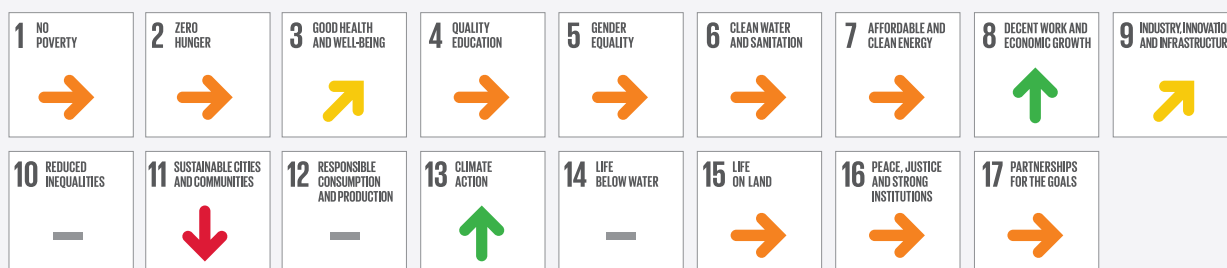 1 NO
POVERTY
2 ZERO
HUNGER
3 GOOD HEALTH
AND WELL-BEING
4 QUALITY
EDUCATION
5 GENDER
EQUALITY
6 CLEAN WATER
AND SANITATION
7 AFFORDABLE AND
CLEAN ENERGY
8 DECENT WORK AND
ECONOMIC GROWTH
9 INDUSTRY, INNOVATIO
AND INFRASTRUCTUR
10 REDUCED
INEQUALITIES
11 SUSTAINABLE CITIES
AND COMMUNITIES
12 RESPONSIBLE
CONSUMPTION
AND PRODUCTION
13 CLIMATE
ACTION
14 LIFE
BELOW WATER
15 LIFE
ON LAND
16 PEACE, JUSTICE
AND STRONG
INSTITUTIONS
17 PARTNERSHIPS
FOR THE GOALS